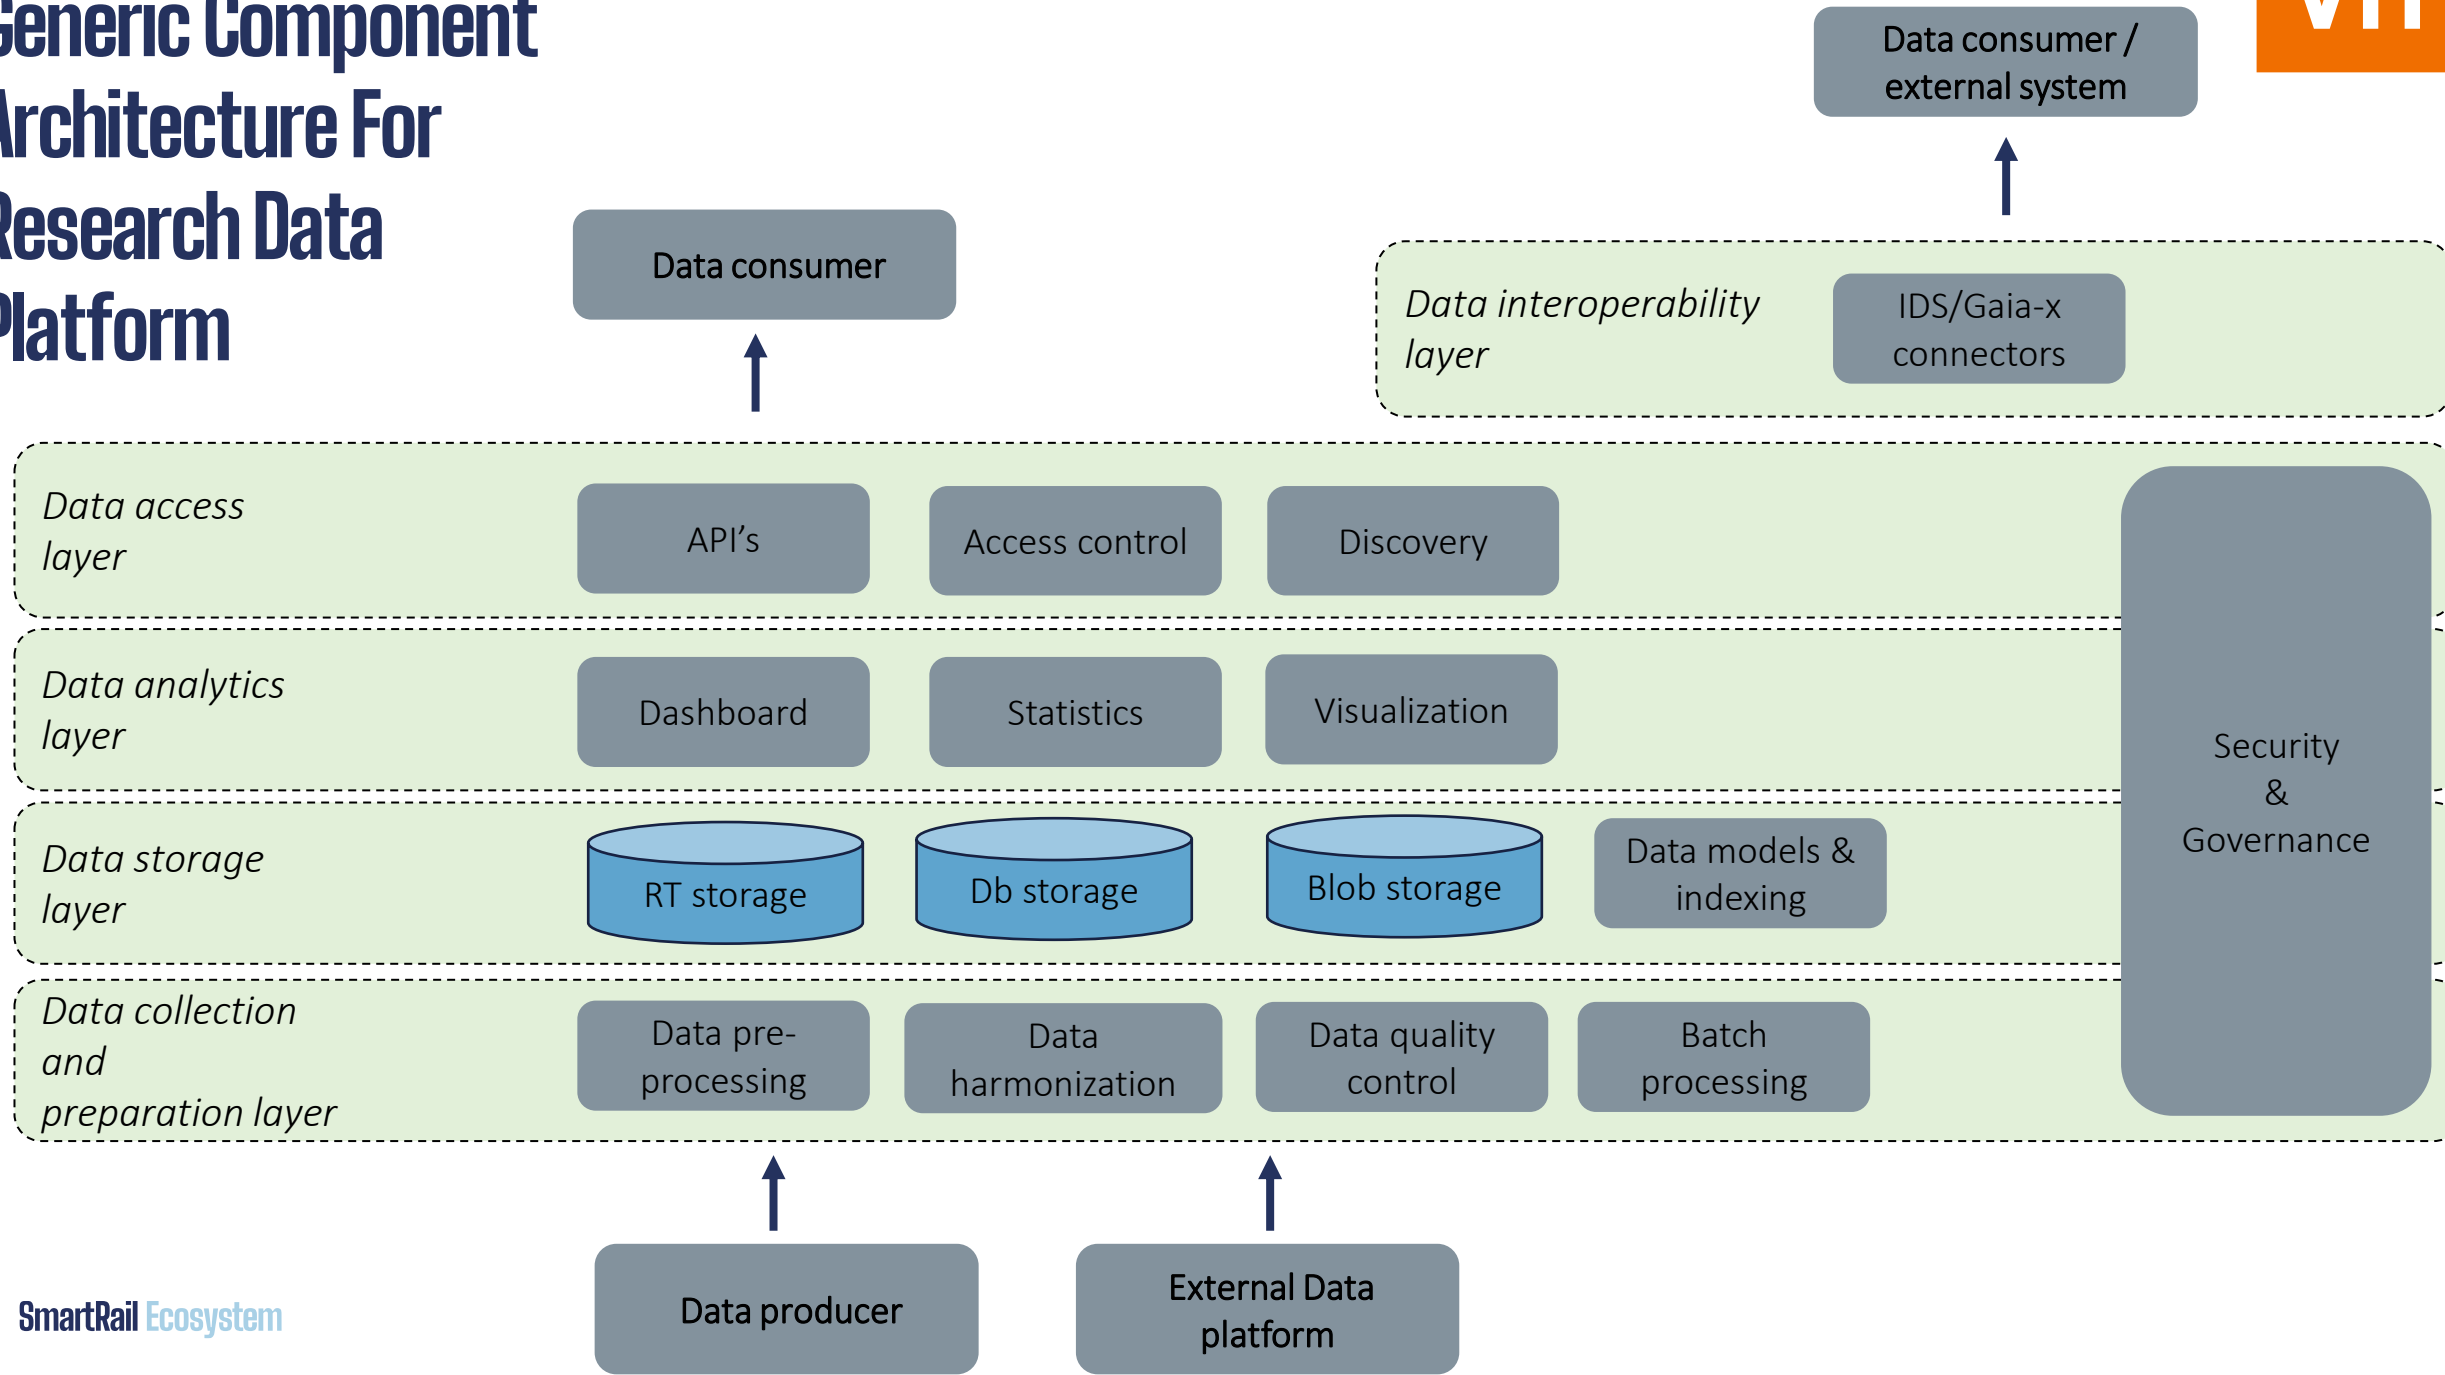 Generic Component
Architecture For
Research Data
Platform
Data consumer /
external system
Data consumer
Data interoperability
layer
IDS/Gaia-x
connectors
Data access
layer
API’s
Access control
Discovery
Data analytics
layer
Dashboard
Statistics
Visualization
Security
&
Governance
Data storage
layer
RT storage
Db storage
Blob storage
Data models &
indexing
Data collection
and
preparation layer
Data pre-
processing
Data
harmonization
Data quality
control
Batch
processing
Data producer
External Data
platform
SmartRail Ecosystem